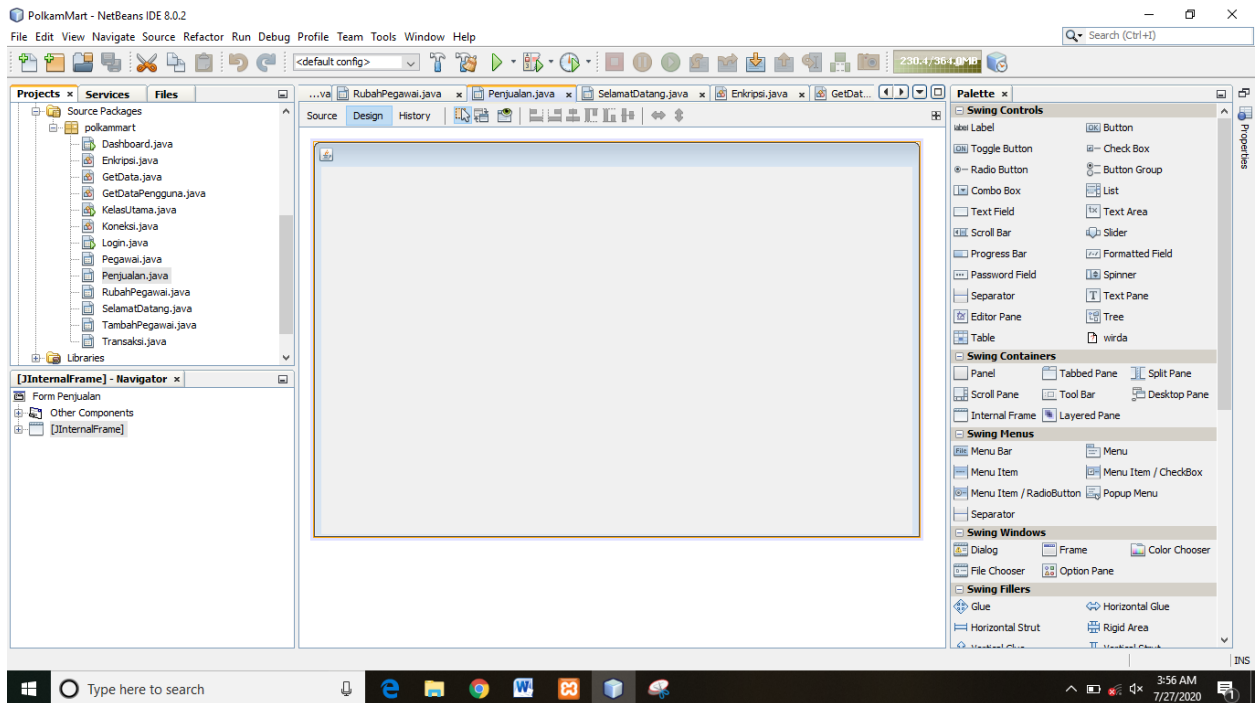 PolkamMart - NetBeans IDE 8.0.2
File Edit View Navigate Source Refactor Run Debug Profile Team Tools Window Help
Search (Ctrl+I)
<default config>
230.4/364.0MB
Projects Services Files
Source Packages
polkammart
Dashboard.java
Enkripsi.java
GetData.java
GetDataPengguna.java
KelasUtama.java
Koneksi.java
Login.java
Pegawai.java
Penjualan.java
RubahPegawai.java
SelamatDatang.java
TambahPegawai.java
Transaksi.java
Libraries
[JInternalFrame] - Navigator
Form Penjualan
Other Components
[JInternalFrame]
...va RubahPegawai.java Penjualan.java SelamatDatang.java Enkripsi.java GetDat...
Source Design History
Palette
Swing Controls
label Label OK Button
ON Toggle Button Check Box
Radio Button Button Group
Combo Box List
Text Field Text Area
Scroll Bar Slider
Progress Bar Formatted Field
Password Field Spinner
Separator Text Pane
Editor Pane Tree
Table wirda
Swing Containers
Panel Tabbed Pane Split Pane
Scroll Pane Tool Bar Desktop Pane
Internal Frame Layered Pane
Swing Menus
File Menu Bar Menu
Menu Item Menu Item / CheckBox
Menu Item / RadioButton Popup Menu
Separator
Swing Windows
Dialog Frame Color Chooser
File Chooser Option Pane
Swing Fillers
Glue Horizontal Glue
Horizontal Strut Rigid Area
Vertical Glue Vertical Strut
Properties
INS
Type here to search
3:56 AM
7/27/2020